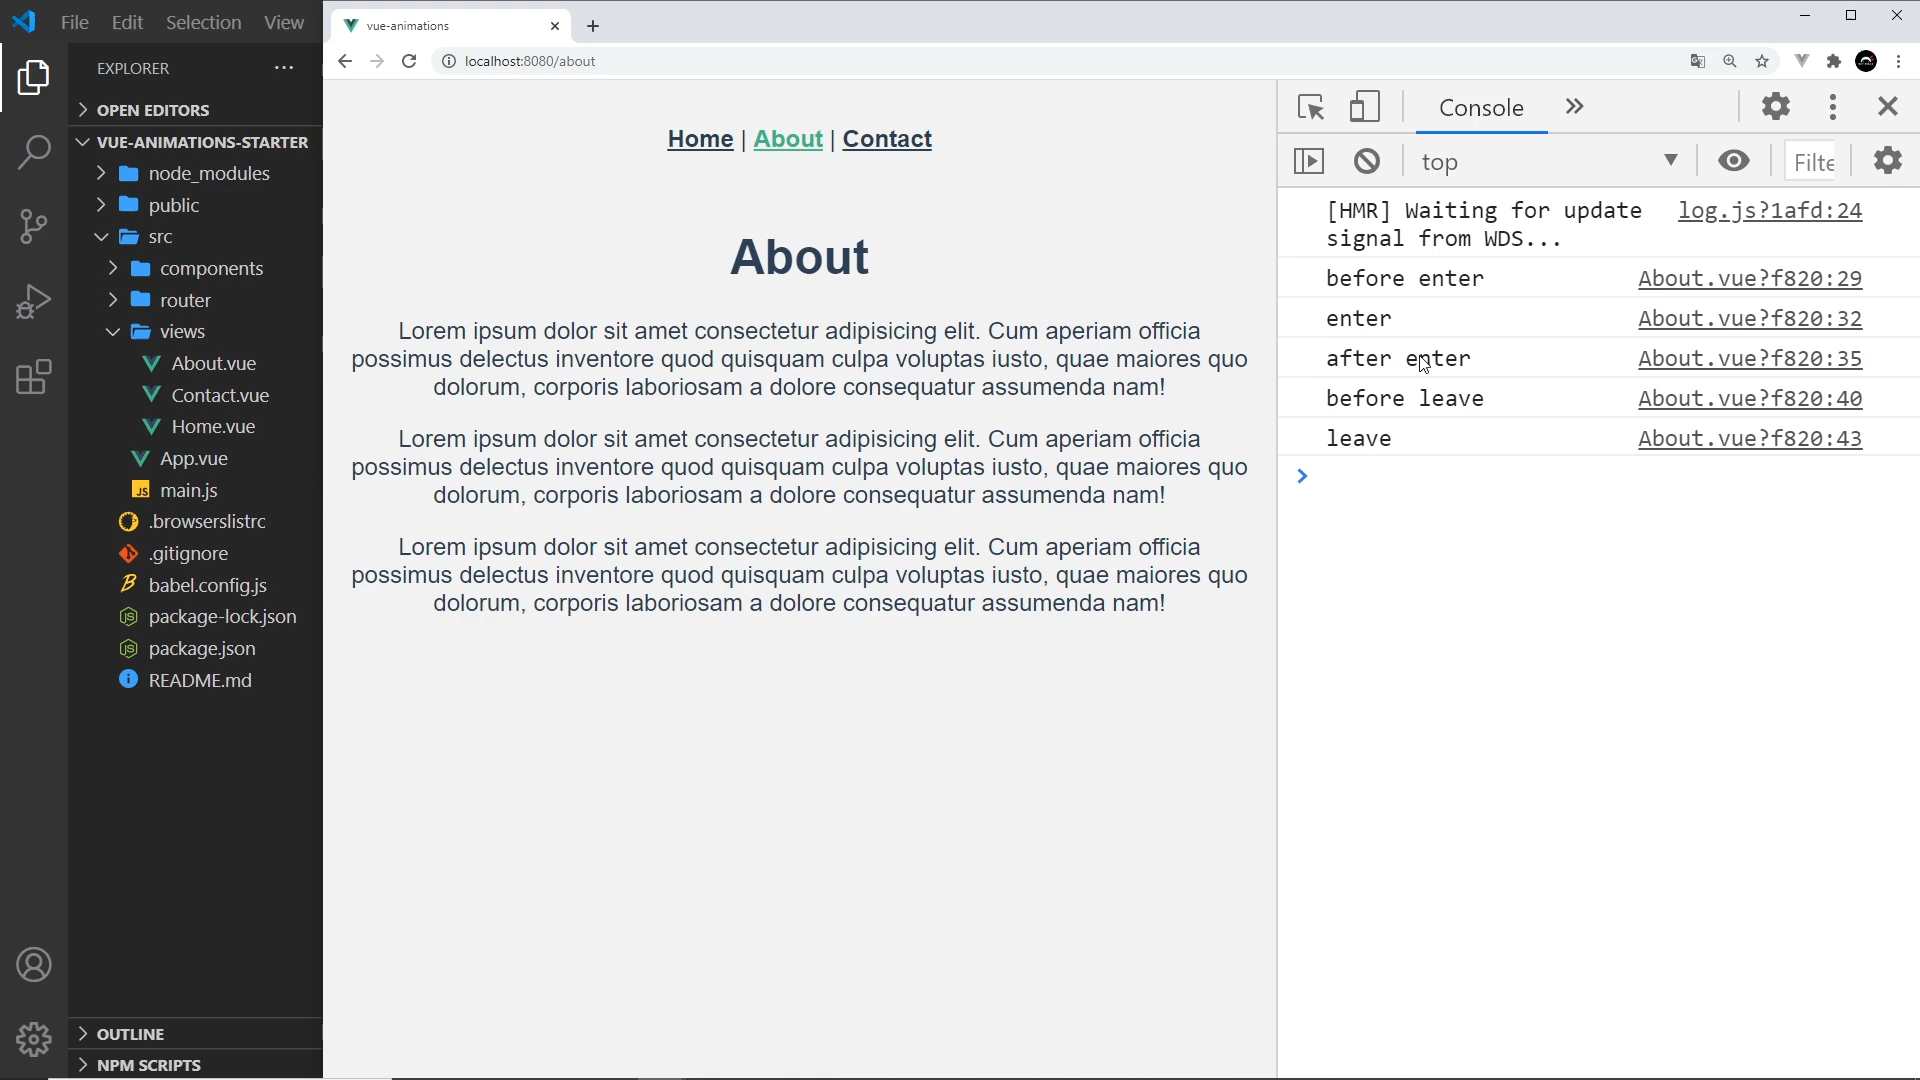 File Edit Selection View
EXPLORER
OPEN EDITORS
VUE-ANIMATIONS-STARTER
node_modules
public
src
components
router
views
About.vue
Contact.vue
Home.vue
App.vue
JS main.js
.browserslistrc
.gitignore
babel.config.js
package-lock.json
package.json
README.md
OUTLINE
NPM SCRIPTS
vue-animations
localhost:8080/about
Home | About | Contact
About
Lorem ipsum dolor sit amet consectetur adipisicing elit. Cum aperiam officia
possimus delectus inventore quod quisquam culpa voluptas iusto, quae maiores quo
dolorum, corporis laboriosam a dolore consequatur assumenda nam!
Lorem ipsum dolor sit amet consectetur adipisicing elit. Cum aperiam officia
possimus delectus inventore quod quisquam culpa voluptas iusto, quae maiores quo
dolorum, corporis laboriosam a dolore consequatur assumenda nam!
Lorem ipsum dolor sit amet consectetur adipisicing elit. Cum aperiam officia
possimus delectus inventore quod quisquam culpa voluptas iusto, quae maiores quo
dolorum, corporis laboriosam a dolore consequatur assumenda nam!
Console
top Filte
[HMR] Waiting for update log.js?1afd:24
signal from WDS...
before enter About.vue?f820:29
enter About.vue?f820:32
after enter About.vue?f820:35
before leave About.vue?f820:40
leave About.vue?f820:43